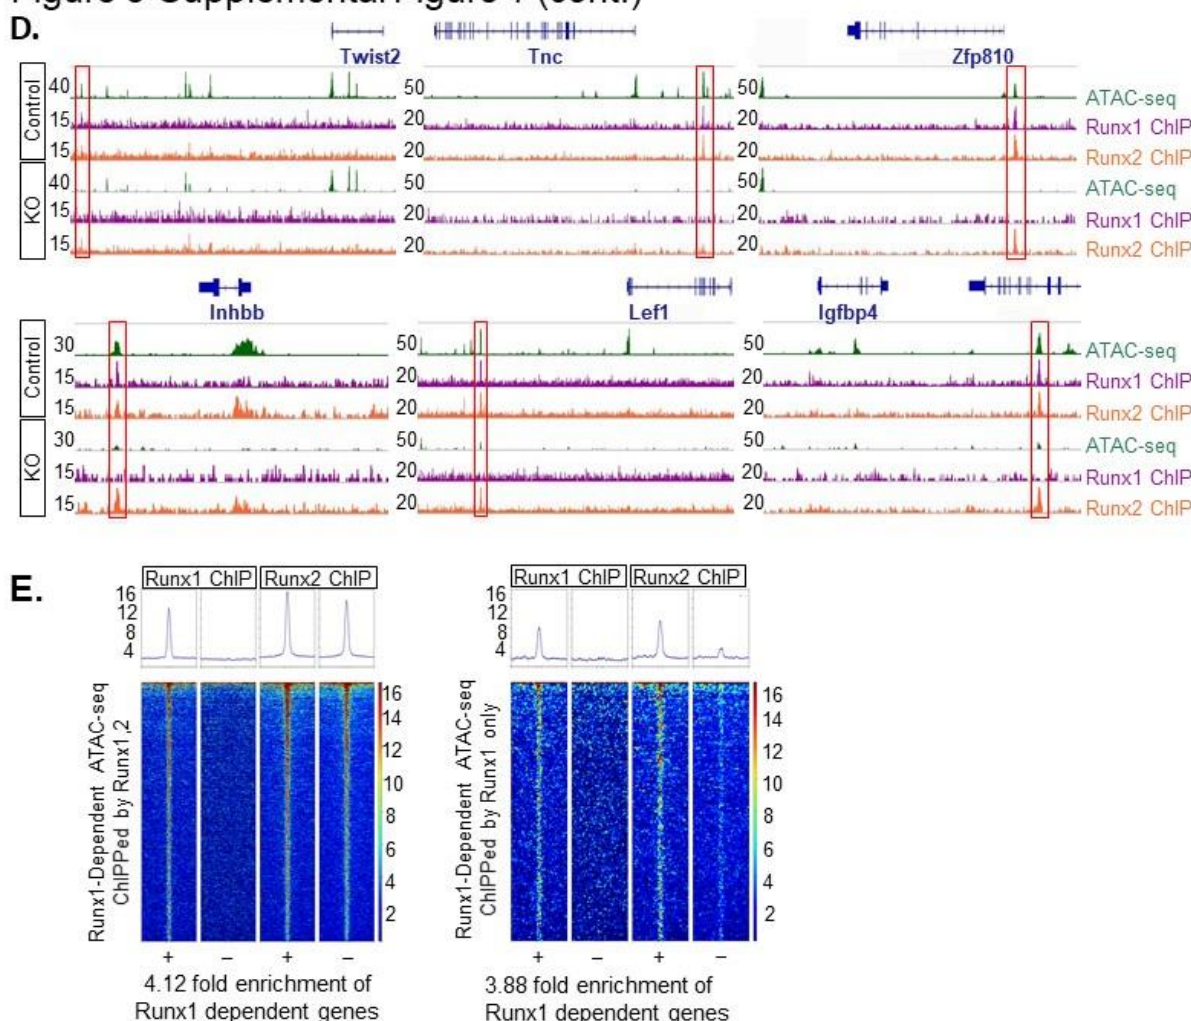 Figure 6 Supplemental Figure 1 (cont.)
D.
Twist2 Tnc Zfp810
Control
40 50 50 ATAC-seq
15 20 20 Runx1 ChIP
15 20 20 Runx2 ChIP
KO
40 50 50 ATAC-seq
15 20 20 Runx1 ChIP
15 20 20 Runx2 ChIP
Inhbb Lef1 Igfbp4
Control
30 50 50 ATAC-seq
15 20 20 Runx1 ChIP
15 20 20 Runx2 ChIP
KO
30 50 50 ATAC-seq
15 20 20 Runx1 ChIP
15 20 20 Runx2 ChIP
E.
Runx1 ChIP Runx2 ChIP
16
12
8
4
Runx1-Dependent ATAC-seq
ChIPPed by Runx1,2
16
14
12
10
8
6
4
2
+ – + –
4.12 fold enrichment of
Runx1 dependent genes
Runx1 ChIP Runx2 ChIP
16
12
8
4
Runx1-Dependent ATAC-seq
ChIPPed by Runx1 only
16
14
12
10
8
6
4
2
+ – + –
3.88 fold enrichment of
Runx1 dependent genes